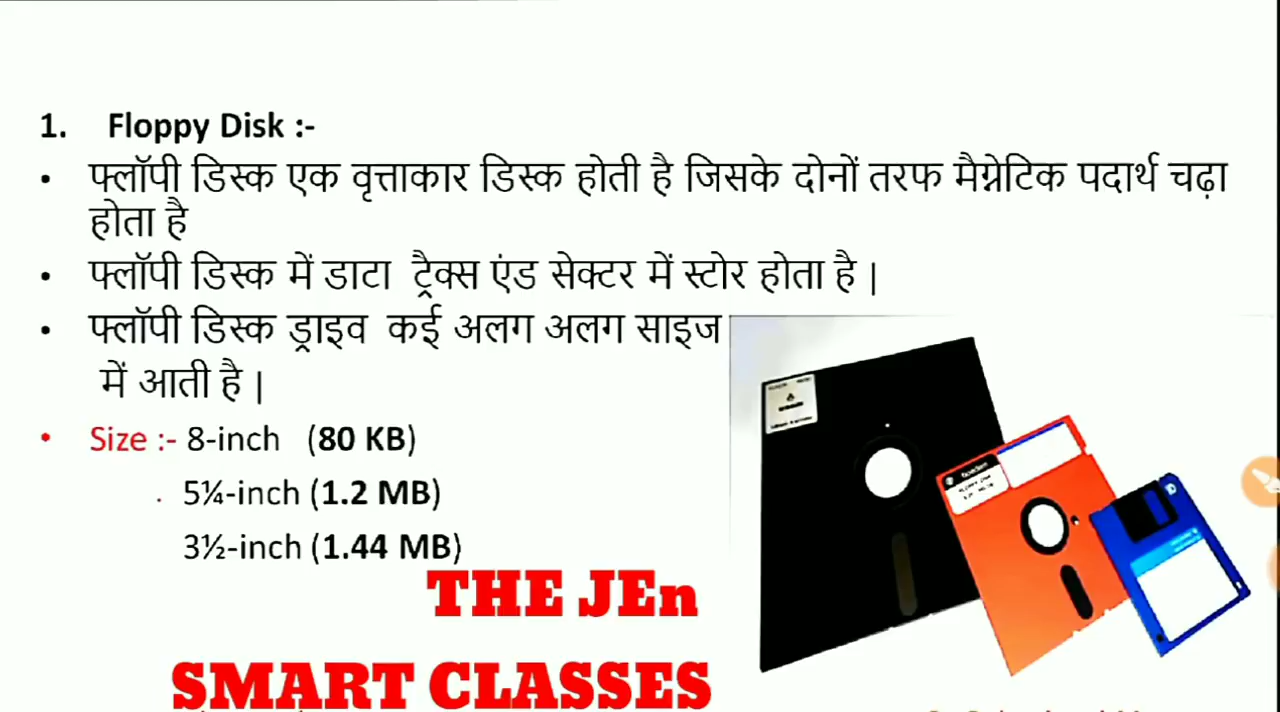 1. Floppy Disk :-
• फ्लॉपी डिस्क एक वृत्ताकार डिस्क होती है जिसके दोनों तरफ मैग्नेटिक पदार्थ चढ़ा
होता है
• फ्लॉपी डिस्क में डाटा ट्रैक्स एंड सेक्टर में स्टोर होता है |
• फ्लॉपी डिस्क ड्राइव कई अलग अलग साइज
में आती है |
• Size :- 8-inch (80 KB)
5¼-inch (1.2 MB)
3½-inch (1.44 MB)
THE JEn
SMART CLASSES